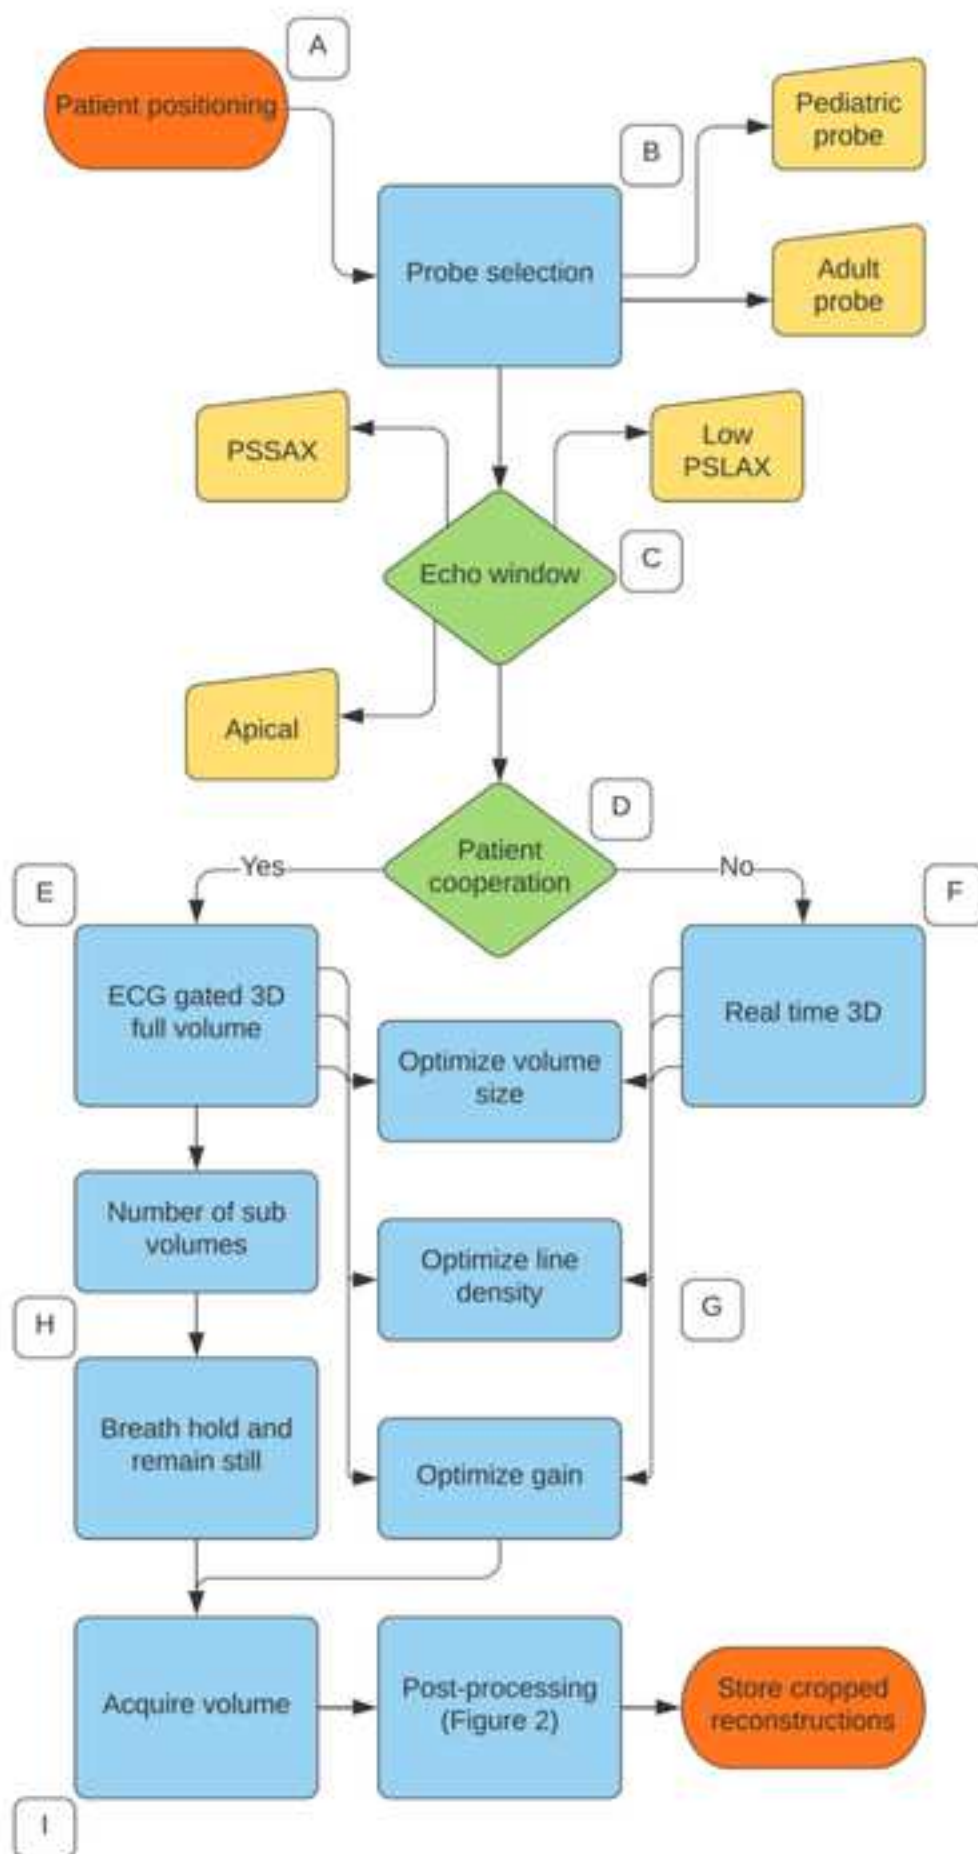 A
Patient positioning
Pediatric
probe
B
Probe selection
Adult
probe
PSSAX
Low
PSLAX
Echo window
C
Apical
D
Patient
cooperation
Yes
No
E
F
ECG gated 3D
full volume
Real time 3D
Optimize volume
size
Number of sub
volumes
Optimize line
density
G
H
Breath hold and
remain still
Optimize gain
Acquire volume
Post-processing
(Figure 2)
Store cropped
reconstructions
I